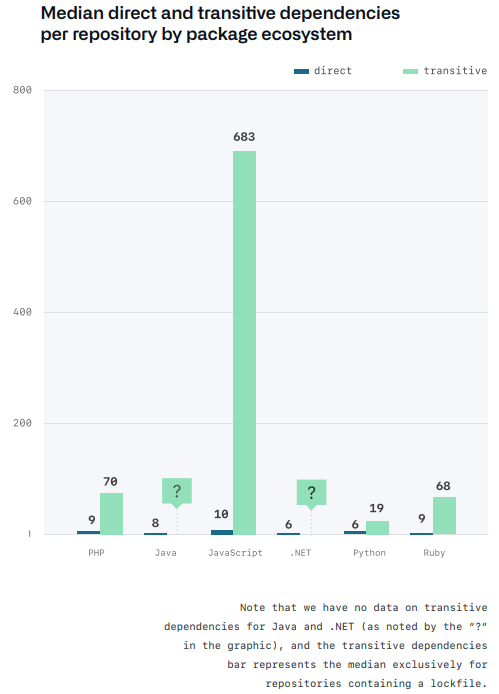 Median direct and transitive dependencies
per repository by package ecosystem
direct transitive
800
683
600
400
200
70
?
?
68
9
8
10
6
6
19
9
PHP Java JavaScript .NET Python Ruby
Note that we have no data on transitive
dependencies for Java and .NET (as noted by the “?”
in the graphic), and the transitive dependencies
bar represents the median exclusively for
repositories containing a lockfile.